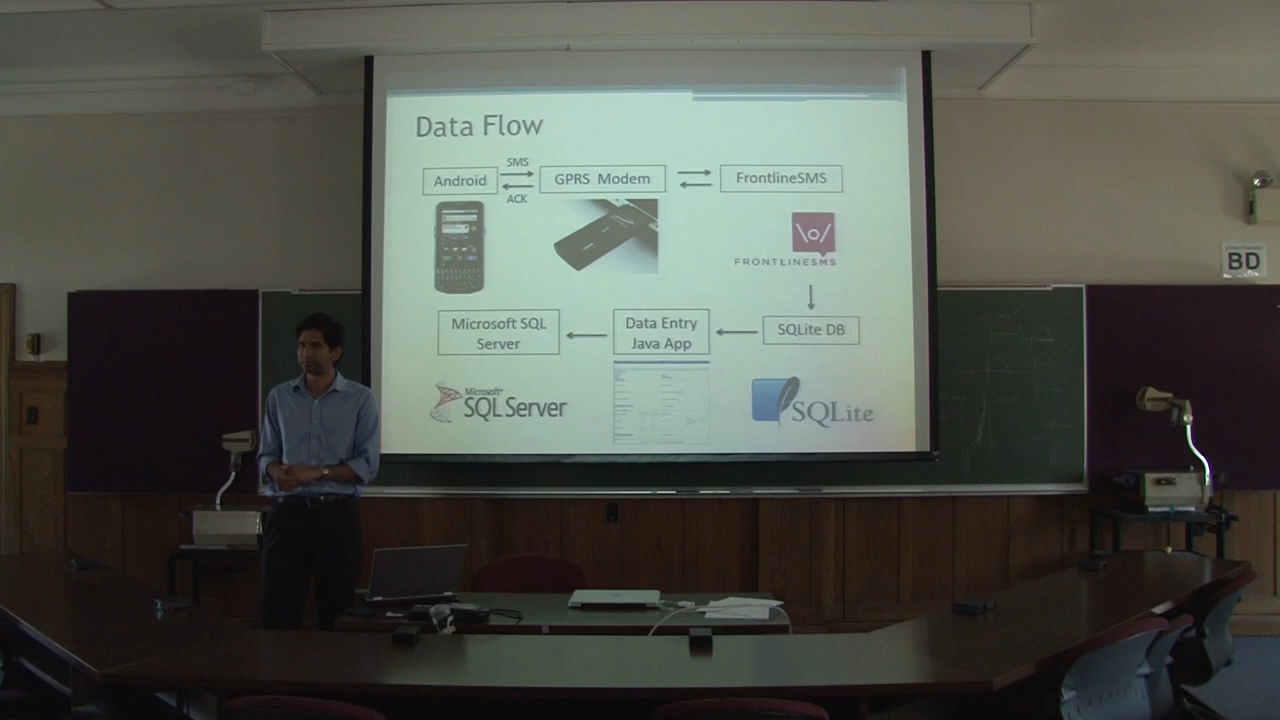 Data Flow
SMS
Android
GPRS Modem
FrontlineSMS
ACK
\o/
FRONTLINESMS
Microsoft SQL
Server
Data Entry
Java App
SQLite DB
Microsoft
SQL Server
SQLite
BD